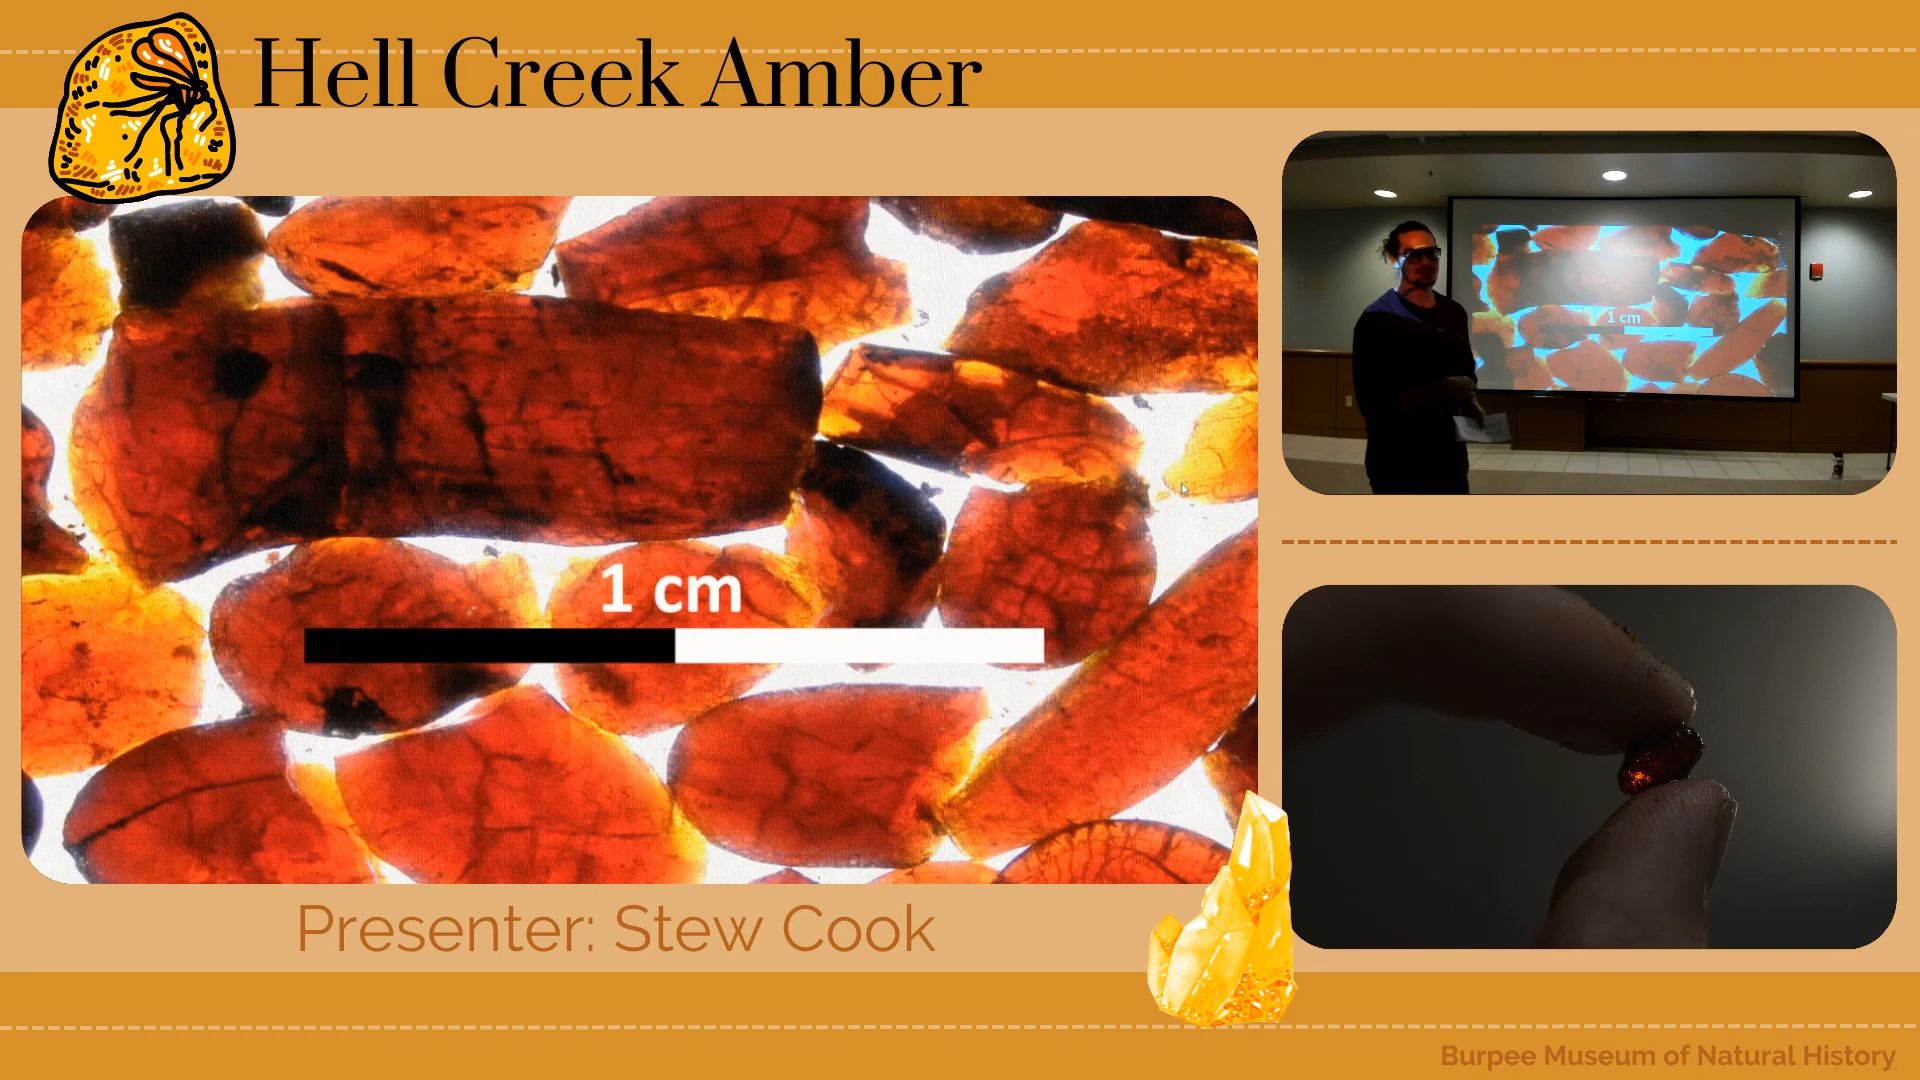 Hell Creek Amber
1 cm
1 cm
Presenter: Stew Cook
Burpee Museum of Natural History